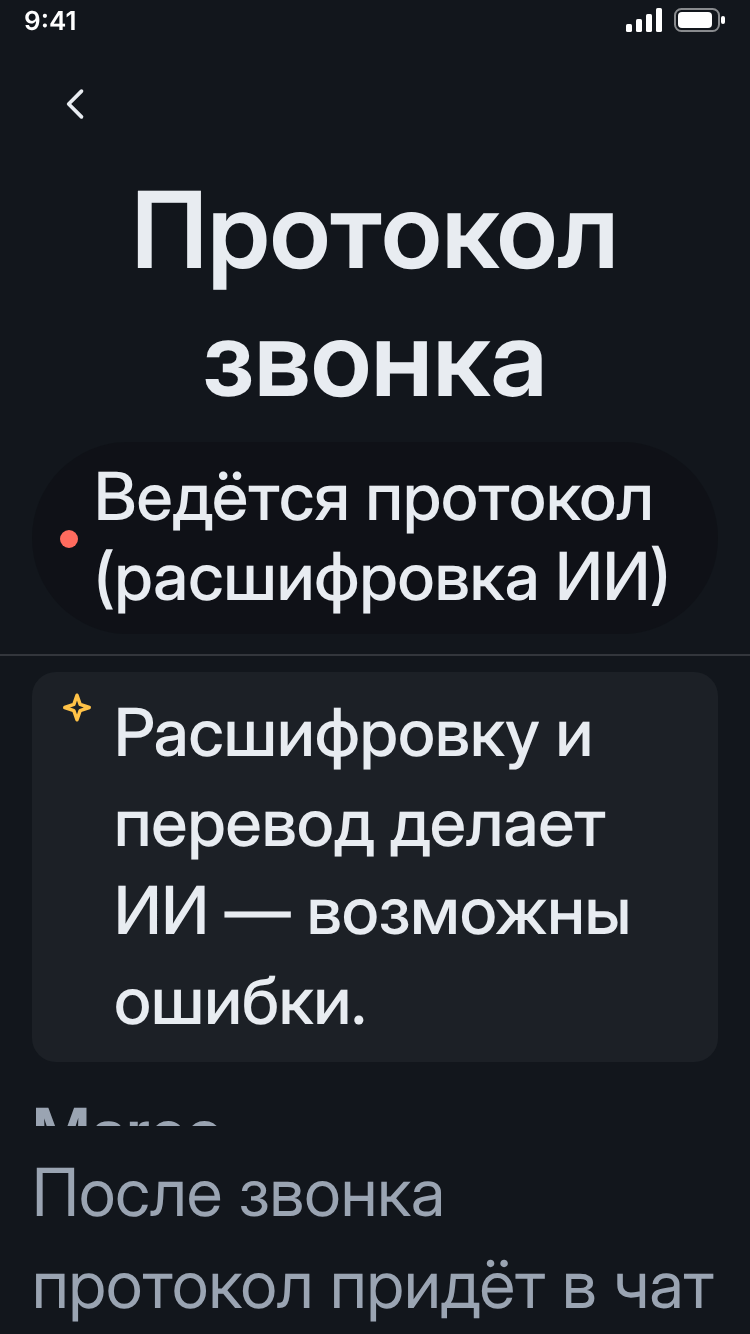 9:41
Протокол
звонка
Ведётся протокол
(расшифровка ИИ)
Расшифровку и
перевод делает
ИИ — возможны
ошибки.
После звонка
протокол придёт в чат